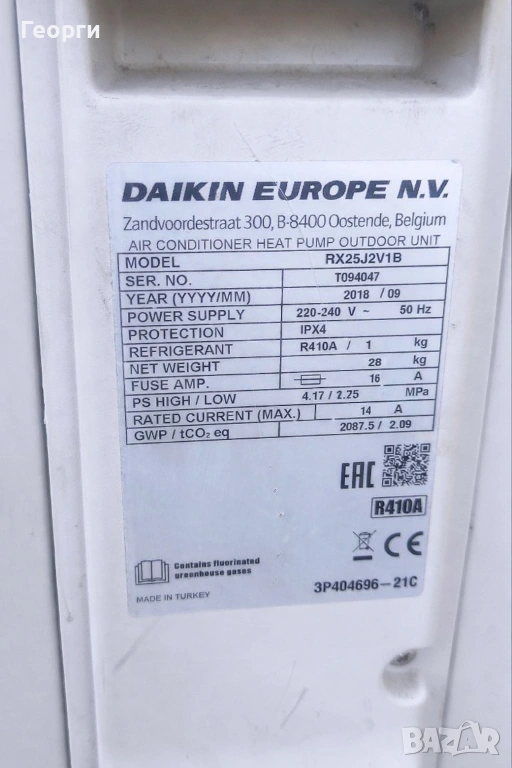 Георги
DAIKIN EUROPE N.V.
Zandvoordestraat 300, B-8400 Oostende, Belgium
AIR CONDITIONER HEAT PUMP OUTDOOR UNIT
MODEL RX25J2V1B
SER. NO. T094047
YEAR (YYYY/MM) 2018 / 09
POWER SUPPLY 220-240 V ~ 50 Hz
PROTECTION IPX4
REFRIGERANT R410A / 1 kg
NET WEIGHT 28 kg
FUSE AMP. 16 A
PS HIGH / LOW 4.17 / 2.25 MPa
RATED CURRENT (MAX.) 14 A
GWP / tCO₂ eq 2087.5 / 2.09
EAC
R410A
CE
Contains fluorinated
greenhouse gases
3P404696-21C
MADE IN TURKEY
BAZAR